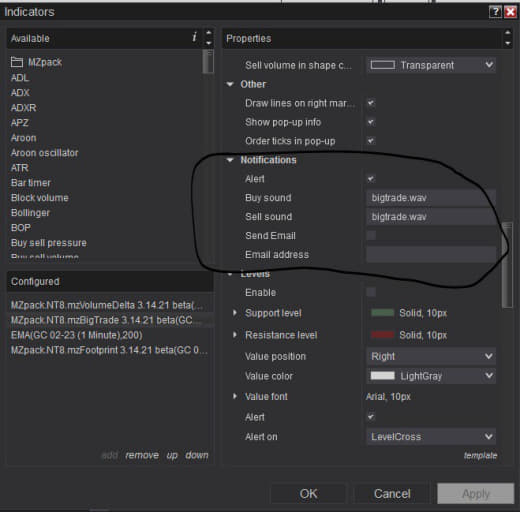 Indicators
?
X
Available
i
Properties
MZpack
ADL
ADX
ADXR
APZ
Aroon
Aroon oscillator
ATR
Bar timer
Block volume
Bollinger
BOP
Buy sell pressure
Buy sell volume
Configured
MZpack.NT8.mzVolumeDelta 3.14.21 beta(...
MZpack.NT8.mzBigTrade 3.14.21 beta(GC...
EMA(GC 02-23 (1 Minute),200)
MZpack.NT8.mzFootprint 3.14.21 beta(GC 0...
add remove up down
Sell volume in shape c... Transparent
Other
Draw lines on right mar...
Show pop-up info
Order ticks in pop-up
Notifications
Alert
Buy sound bigtrade.wav
Sell sound bigtrade.wav
Send Email
Email address
Levels
Enable
Support level Solid, 10px
Resistance level Solid, 10px
Value position Right
Value color LightGray
Value font Arial, 10px
Alert
Alert on LevelCross
template
OK Cancel Apply